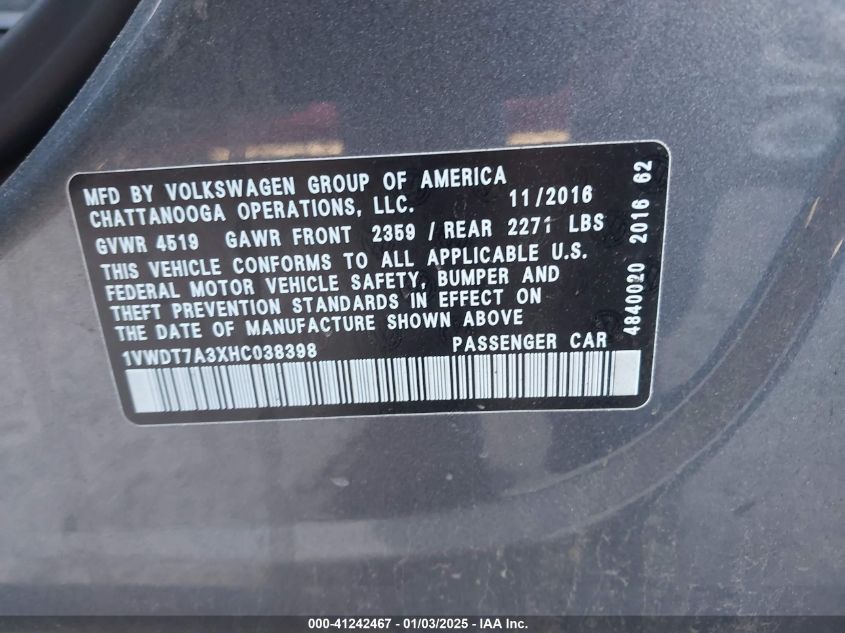 MFD BY VOLKSWAGEN GROUP OF AMERICA
CHATTANOOGA OPERATIONS, LLC. 11/2016
GVWR 4519 GAWR FRONT 2359 / REAR 2271 LBS
THIS VEHICLE CONFORMS TO ALL APPLICABLE U.S.
FEDERAL MOTOR VEHICLE SAFETY, BUMPER AND
THEFT PREVENTION STANDARDS IN EFFECT ON
THE DATE OF MANUFACTURE SHOWN ABOVE
1VWDT7A3XHC038398 PASSENGER CAR
4840020 2016 62
000-41242467 - 01/03/2025 - IAA Inc.